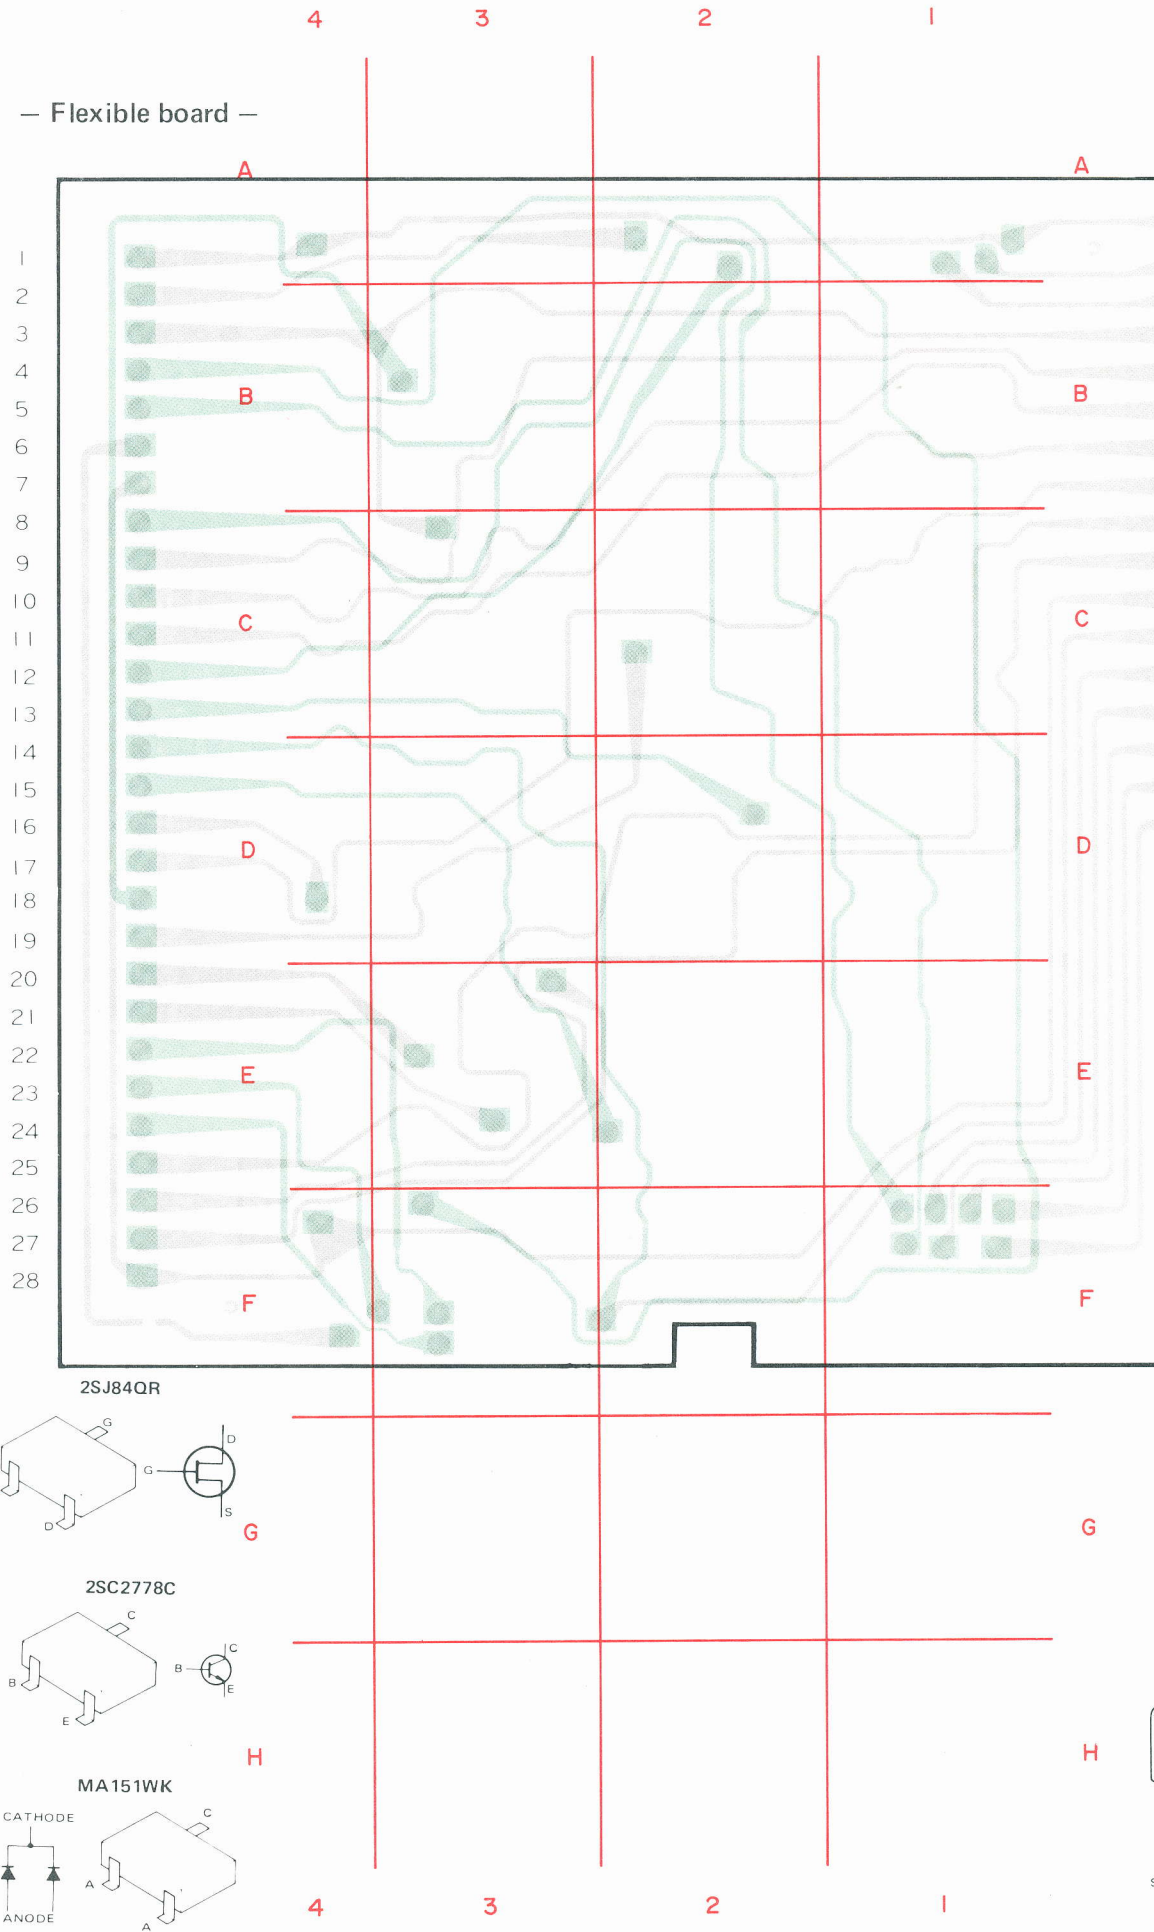 4 3 2 1
— Flexible board —
A A
1
2
3
4
B B
5
6
7
8
9
10
C C
11
12
13
14
15
16
D D
17
18
19
20
21
22
E E
23
24
25
26
27
28
F F
2SJ84QR
G
D
G
S
D
G G
2SC2778C
C
C
B
B
E
E
H H
MA151WK
CATHODE
C
A
ANODE
A
4 3 2 1